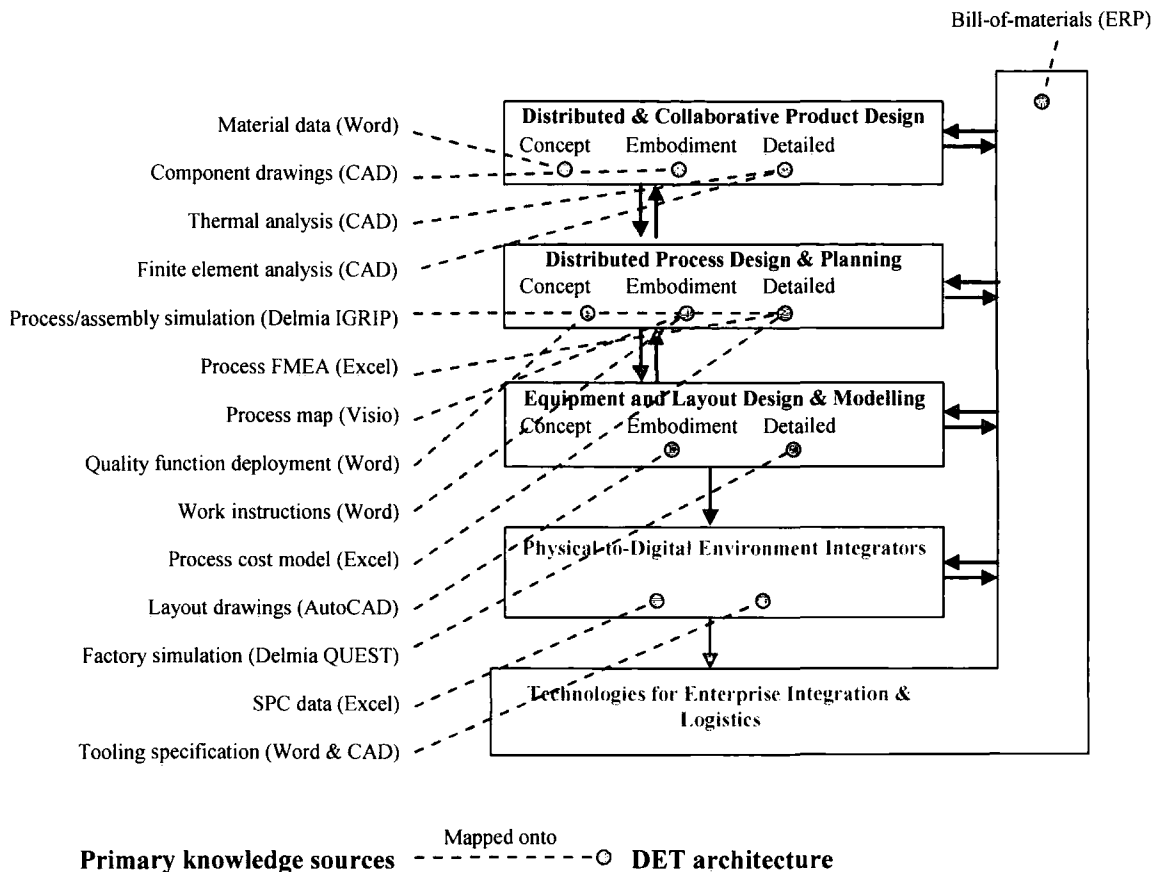 Bill-of-materials (ERP)
Distributed & Collaborative Product Design
Concept Embodiment Detailed
Material data (Word)
Component drawings (CAD)
Thermal analysis (CAD)
Finite element analysis (CAD)
Distributed Process Design & Planning
Concept Embodiment Detailed
Process/assembly simulation (Delmia IGRIP)
Process FMEA (Excel)
Process map (Visio)
Equipment and Layout Design & Modelling
Concept Embodiment Detailed
Quality function deployment (Word)
Work instructions (Word)
Process cost model (Excel)
Physical-to-Digital Environment Integrators
Layout drawings (AutoCAD)
Factory simulation (Delmia QUEST)
SPC data (Excel)
Tooling specification (Word & CAD)
Technologies for Enterprise Integration &
Logistics
Mapped onto
Primary knowledge sources DET architecture